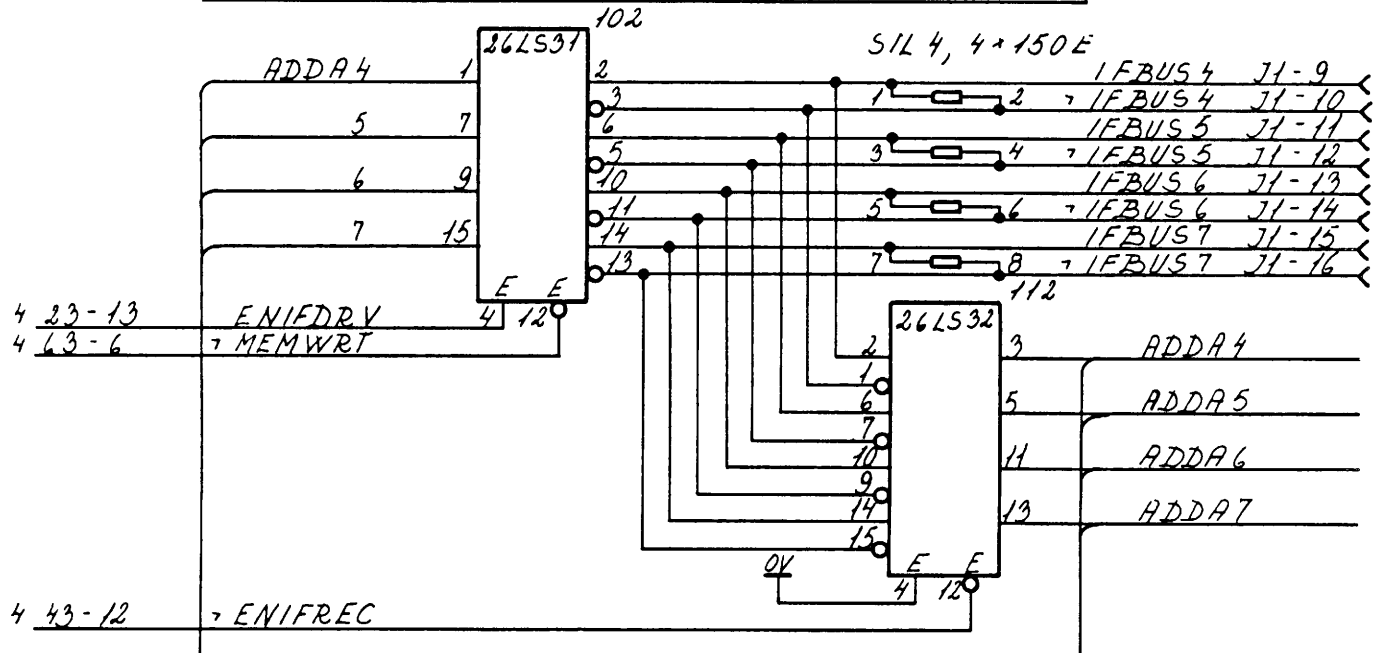 102
26LS31
SIL 4, 4*150E
ADDA4 1 2 IFBUS4 J1-9
3 1 2 ¬IFBUS4 J1-10
5 7 6 IFBUS5 J1-11
5 3 4 ¬IFBUS5 J1-12
6 9 10 IFBUS6 J1-13
11 5 6 ¬IFBUS6 J1-14
7 15 14 IFBUS7 J1-15
13 7 8 ¬IFBUS7 J1-16
E E 112
4 12
4 23-13 ENIFDRV
4 63-6 ¬MEMWRT
26LS32
2 3 ADDA4
1
6 5 ADDA5
7
10 11 ADDA6
9
14 13 ADDA7
15
0V E E
4 12
4 43-12 ¬ENIFREC